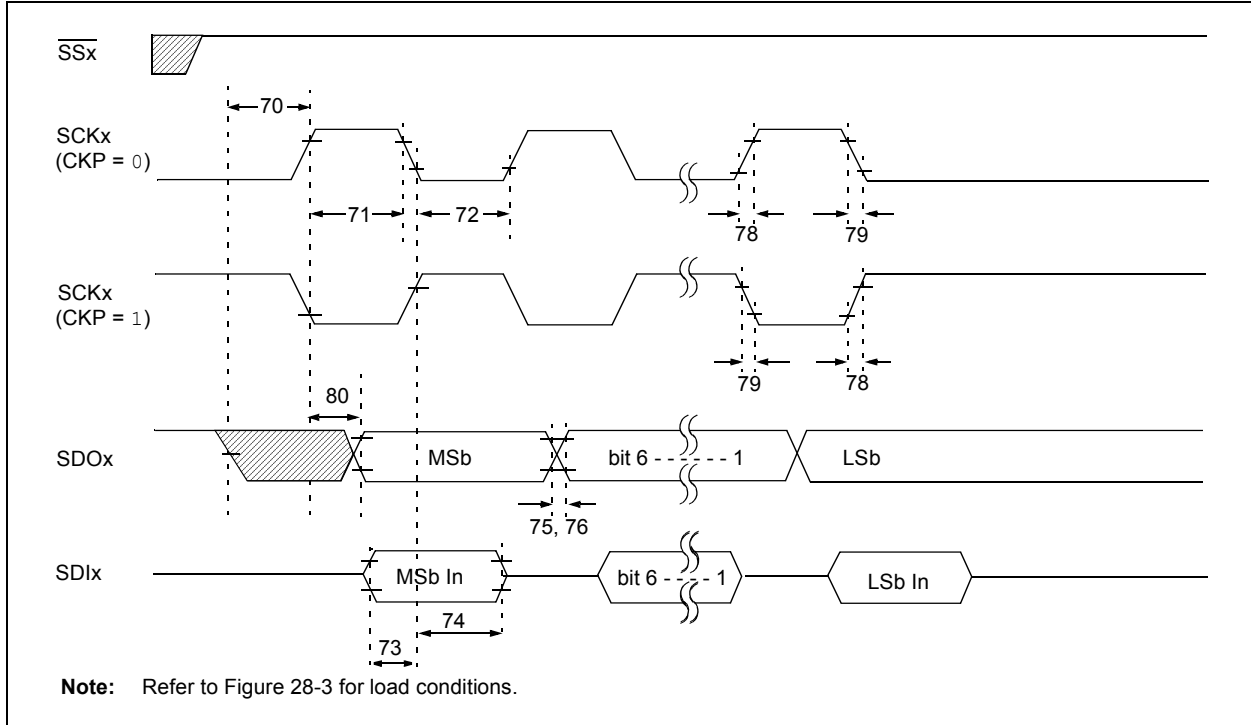 SSx
70
SCKx
(CKP = 0)
71
72
78
79
SCKx
(CKP = 1)
79
78
80
SDOx
MSb
bit 6 - - - - - - 1
LSb
75, 76
SDIx
MSb In
bit 6 - - - - 1
LSb In
74
73
Note: Refer to Figure 28-3 for load conditions.